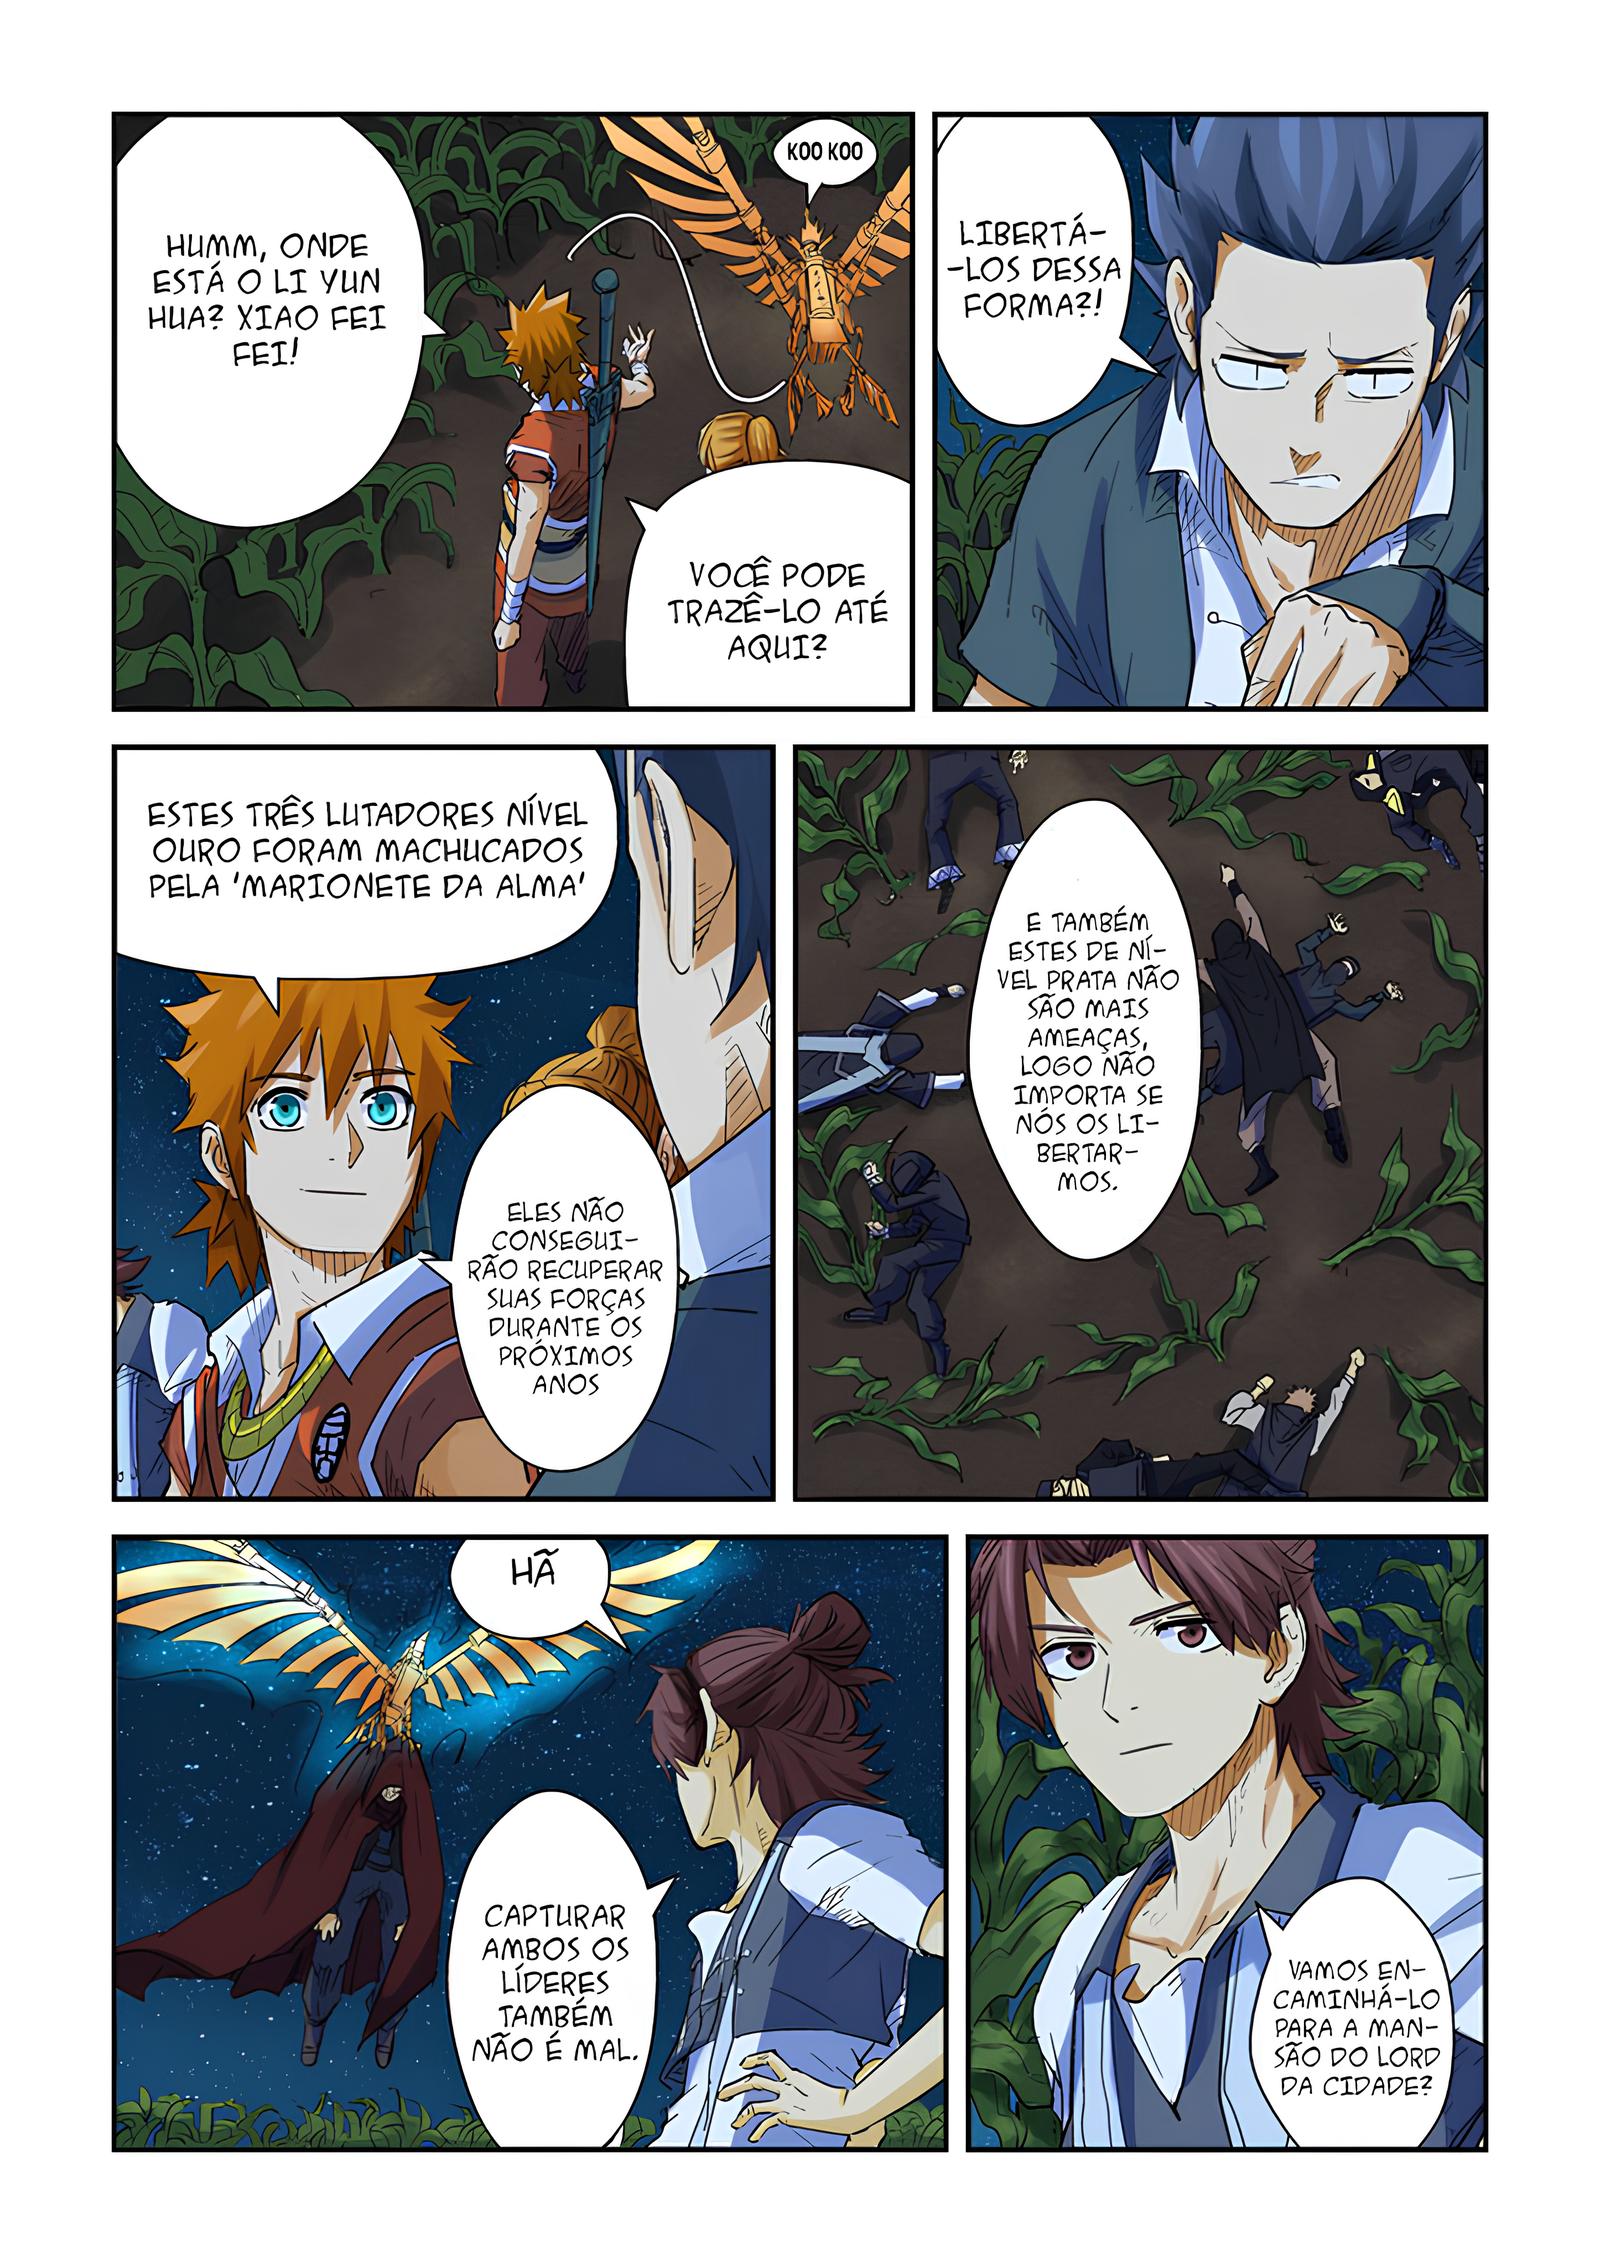 HUMM, ONDE
ESTÁ O LI YUN
HUA? XIAO FEI
FEI!
KOO KOO
VOCÊ PODE
TRAZÊ-LO ATÉ
AQUI?
LIBERTÁ-
-LOS DESSA
FORMA?!
ESTES TRÊS LUTADORES NÍVEL
OURO FORAM MACHUCADOS
PELA 'MARIONETE DA ALMA'
ELES NÃO
CONSEGUI-
RÃO RECUPERAR
SUAS FORÇAS
DURANTE OS
PRÓXIMOS
ANOS
E TAMBÉM
ESTES DE NÍ-
VEL PRATA NÃO
SÃO MAIS
AMEAÇAS,
LOGO NÃO
IMPORTA SE
NÓS OS LI-
BERTAR-
MOS.
HÃ
CAPTURAR
AMBOS OS
LÍDERES
TAMBÉM
NÃO É MAL.
VAMOS EN-
CAMINHÁ-LO
PARA A MAN-
SÃO DO LORD
DA CIDADE?